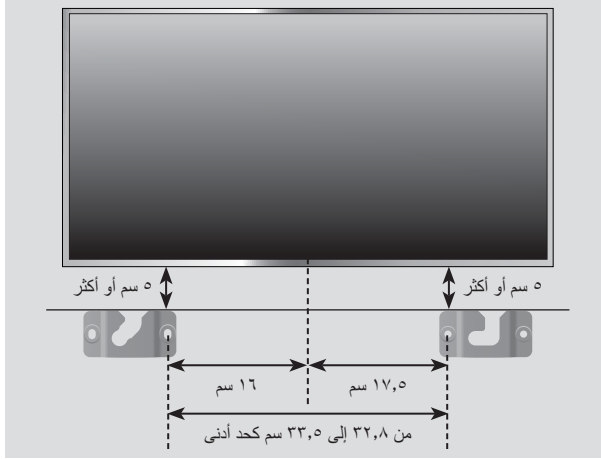 ٥ سم أو أكثر
٥ سم أو أكثر
١٧,٥ سم
١٦ سم
من ٣٢,٨ إلى ٣٣,٥ سم كحد أدنى